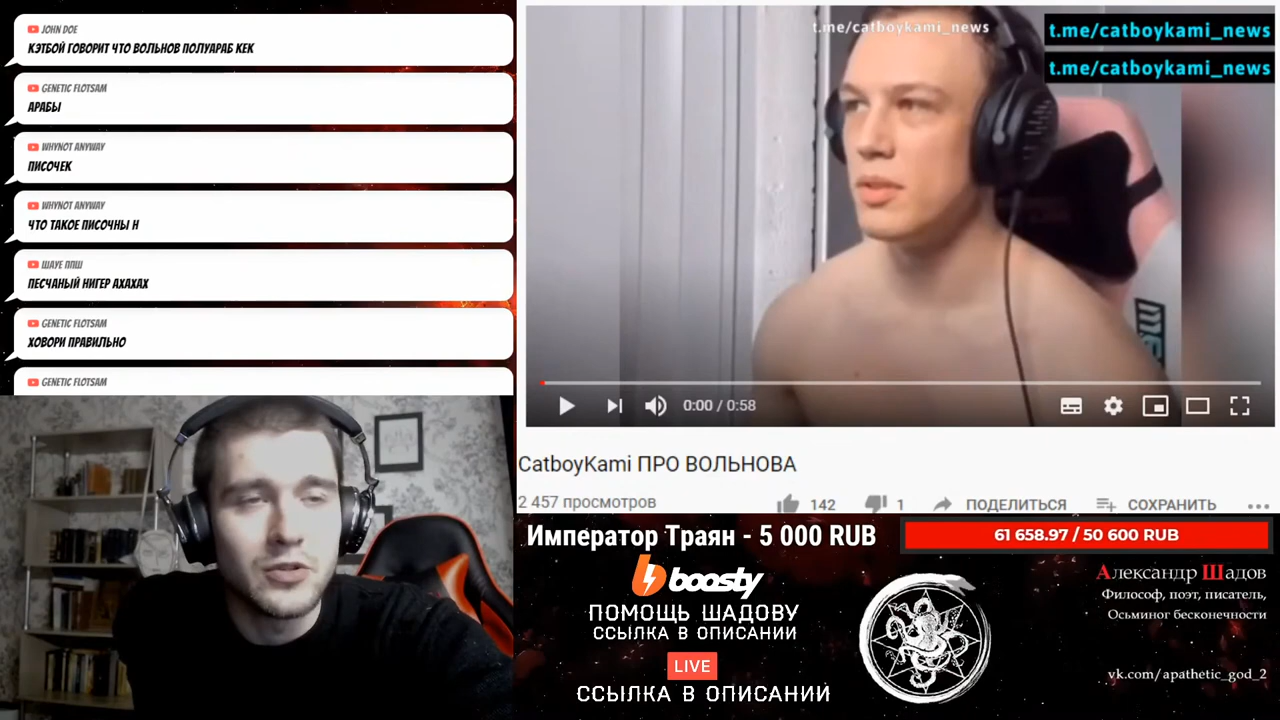 JOHN DOE
КЭТБОЙ ГОВОРИТ ЧТО ВОЛЬНОВ ПОЛУАРАБ КЕК
GENETIC FLOTSAM
АРАБЫ
WHYNOT ANYWAY
ПИСОЧЕК
WHYNOT ANYWAY
ЧТО ТАКОЕ ПИСОЧНЫ Н
ШАУЕ ППШ
ПЕСЧАНЫЙ НИГЕР АХАХАХ
GENETIC FLOTSAM
ХОВОРИ ПРАВИЛЬНО
GENETIC FLOTSAM
t.me/catboykami_news
t.me/catboykami_news
t.me/catboykami_news
0:00 / 0:58
CatboyKami ПРО ВОЛЬНОВА
2 457 просмотров
142
1
ПОДЕЛИТЬСЯ
СОХРАНИТЬ
Император Траян - 5 000 RUB
61 658.97 / 50 600 RUB
boosty
ПОМОЩЬ ШАДОВУ
ССЫЛКА В ОПИСАНИИ
LIVE
ССЫЛКА В ОПИСАНИИ
Александр Шадов
Философ, поэт, писатель,
Осьминог бесконечности
vk.com/apathetic_god_2